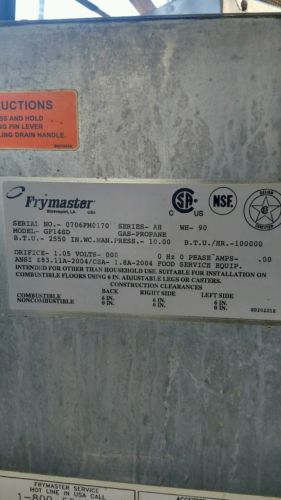 RUCTIONS
SS AND HOLD
NG PIN LEVER
LING DRAIN HANDLE.
Frymaster
Shreveport, LA USA
SA
C US
NSF.
SERIAL NO.- 0706FM0170 SERIES- AH WH- 90
MODEL- GF14SD GAS-PROPANE
B.T.U.- 2550 IN.WC.MAN.PRESS.- 10.00 B.T.U./HR.-100000
ORIFICE- 1.05 VOLTS- 000 0 Hz 0 PHASE AMPS- .00
ANSI Z83.11A-2004/CSA- 1.8A-2004 FOOD SERVICE EQUIP.
INTENDED FOR OTHER THAN HOUSEHOLD USE. SUITABLE FOR INSTALLATION ON
COMBUSTIBLE FLOORS USING 6 IN. ADJUSTABLE LEGS OR CASTERS.
CONSTRUCTION CLEARANCES
BACK RIGHT SIDE LEFT SIDE
COMBUSTIBLE 6 IN. 6 IN. 6 IN.
NONCOMBUSTIBLE 0 IN. 0 IN. 0 IN.
FRYMASTER SERVICE
HOT LINE IN USA CALL